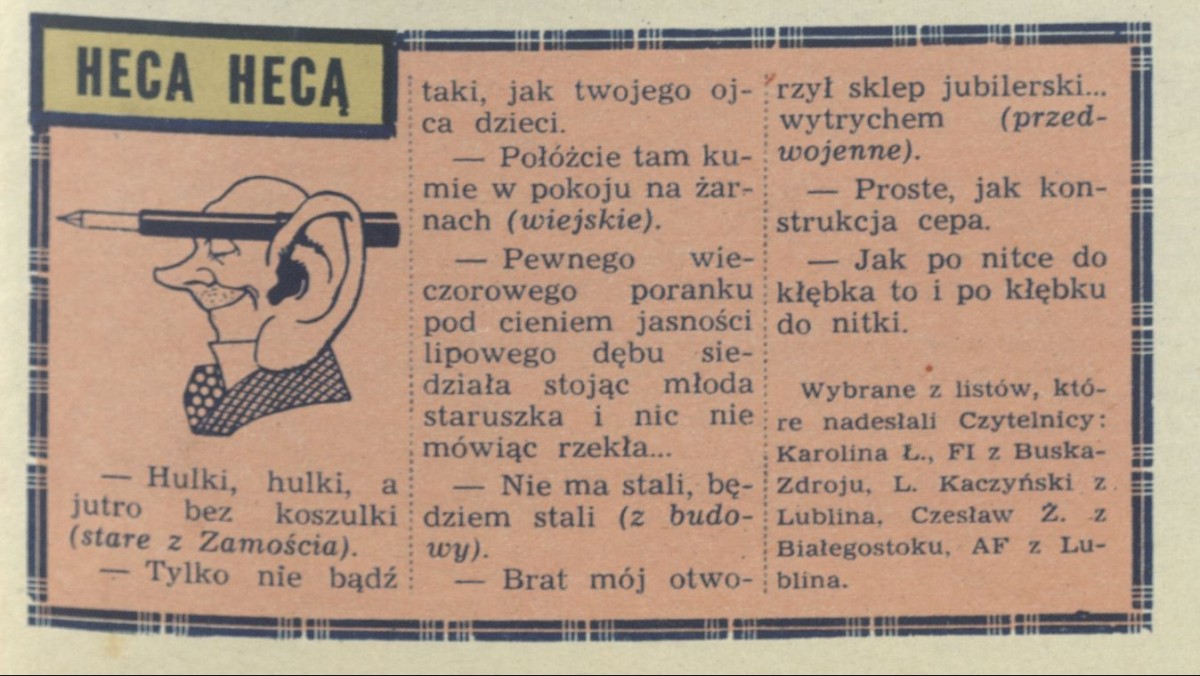 HECA HECĄ
— Hulki, hulki, a
jutro bez koszulki
(stare z Zamościa).
— Tylko nie bądź
taki, jak twojego oj-
ca dzieci.
— Połóżcie tam ku-
mie w pokoju na żar-
nach (wiejskie).
— Pewnego wie-
czorowego poranku
pod cieniem jasności
lipowego dębu sie-
działa stojąc młoda
staruszka i nic nie
mówiąc rzekła...
— Nie ma stali, bę-
dziem stali (z budo-
wy).
— Brat mój otwo-
rzył sklep jubilerski...
wytrychem (przed-
wojenne).
— Proste, jak kon-
strukcja cepa.
— Jak po nitce do
kłębka to i po kłębku
do nitki.
Wybrane z listów, któ-
re nadesłali Czytelnicy:
Karolina Ł., FI z Buska-
Zdroju, L. Kaczyński z
Lublina, Czesław Ż. z
Białegostoku, AF z Lu-
blina.